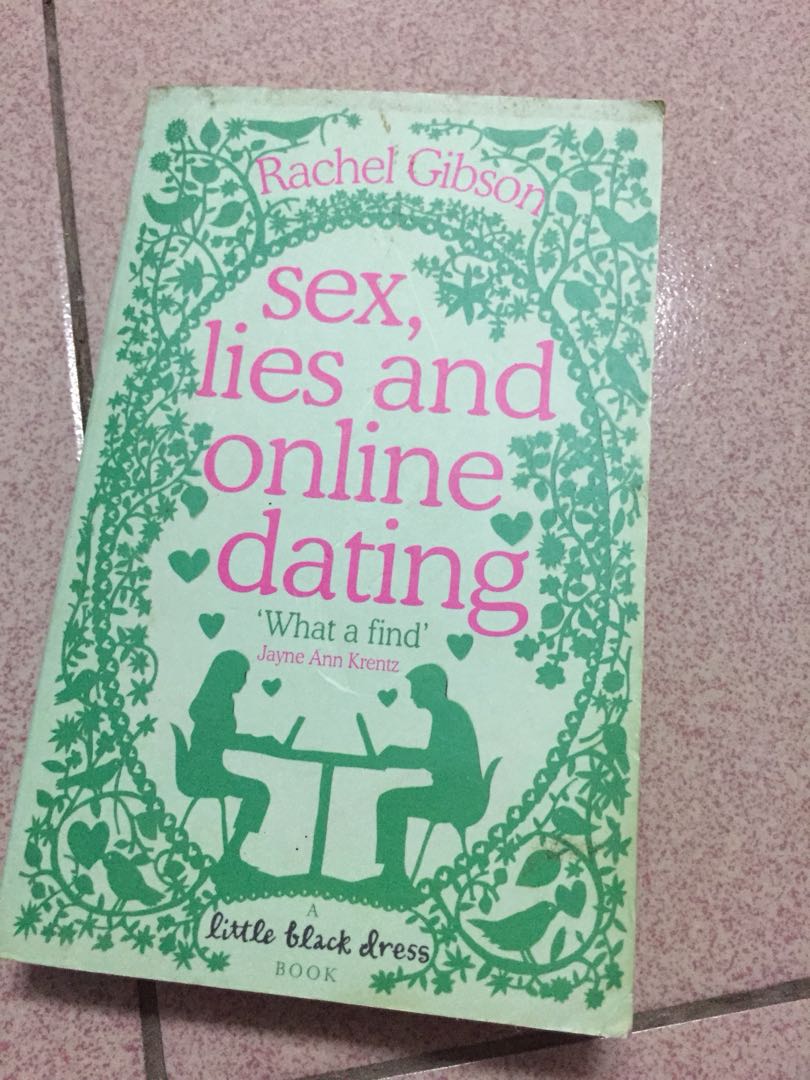 Rachel Gibson
sex,
lies and
online
dating
‘What a find’
Jayne Ann Krentz
A
little black dress
BOOK